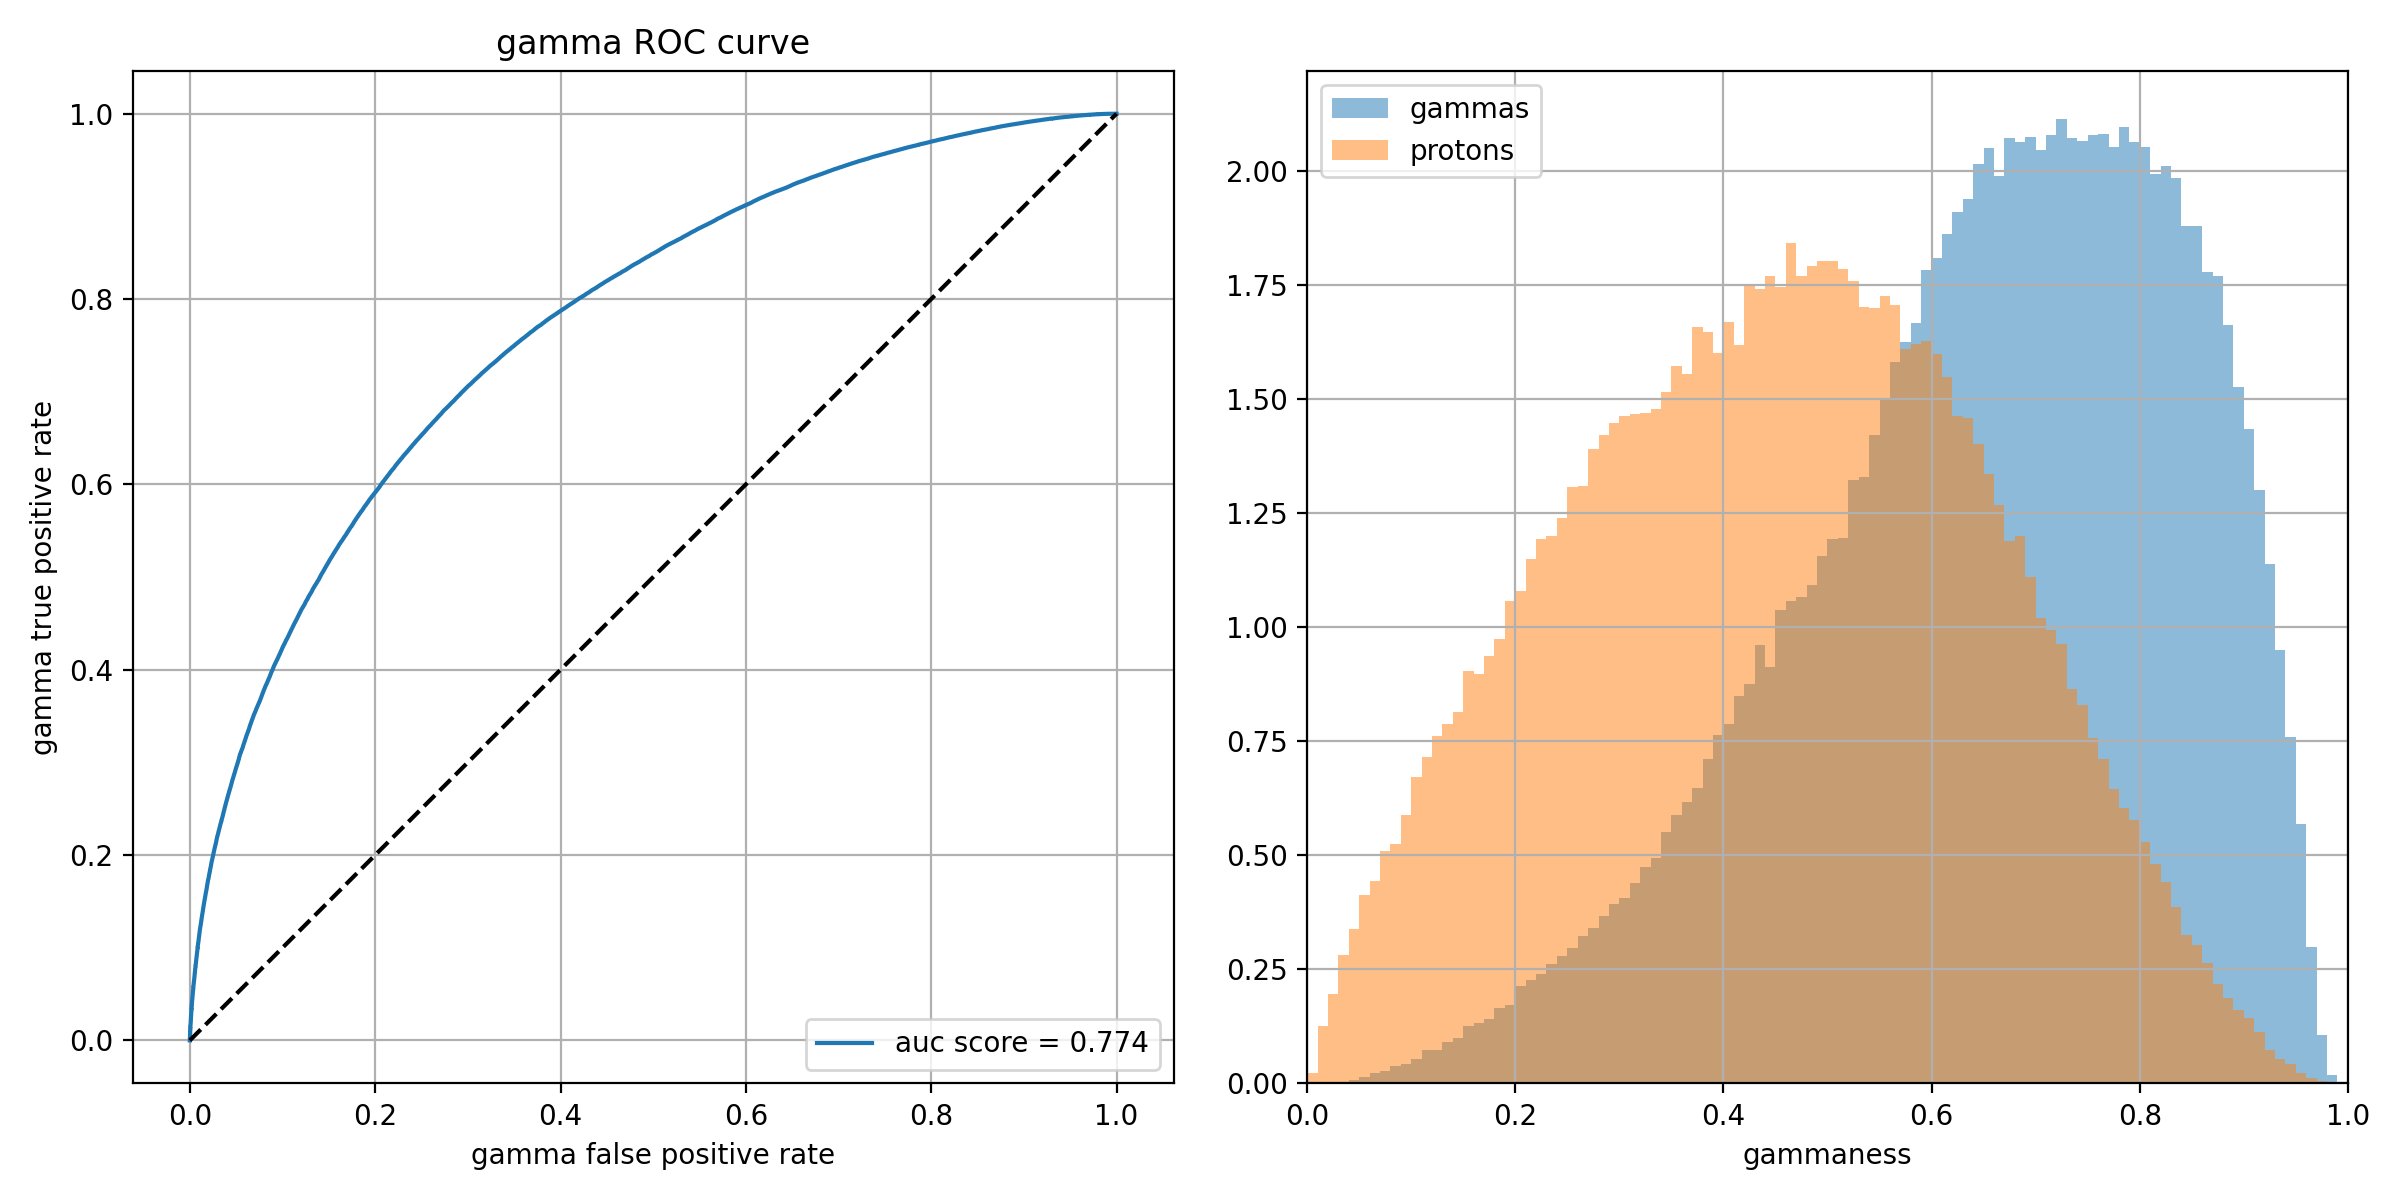 gamma ROC curve
gamma true positive rate
1.0
0.8
0.6
0.4
0.2
0.0
0.0 0.2 0.4 0.6 0.8 1.0
gamma false positive rate
auc score = 0.774
gammas
protons
2.00
1.75
1.50
1.25
1.00
0.75
0.50
0.25
0.00
0.0 0.2 0.4 0.6 0.8 1.0
gammaness